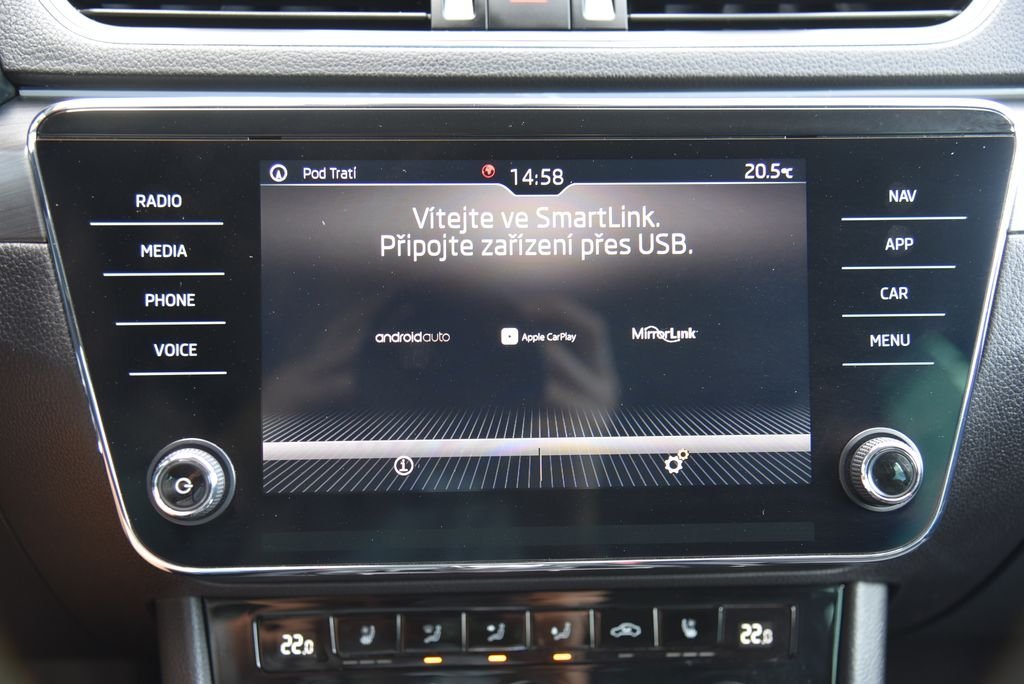 Pod Tratí 14:58 20.5°C
RADIO
MEDIA
PHONE
VOICE
Vítejte ve SmartLink.
Připojte zařízení přes USB.
androidauto Apple CarPlay MirrorLink
NAV
APP
CAR
MENU
22.0 22.0